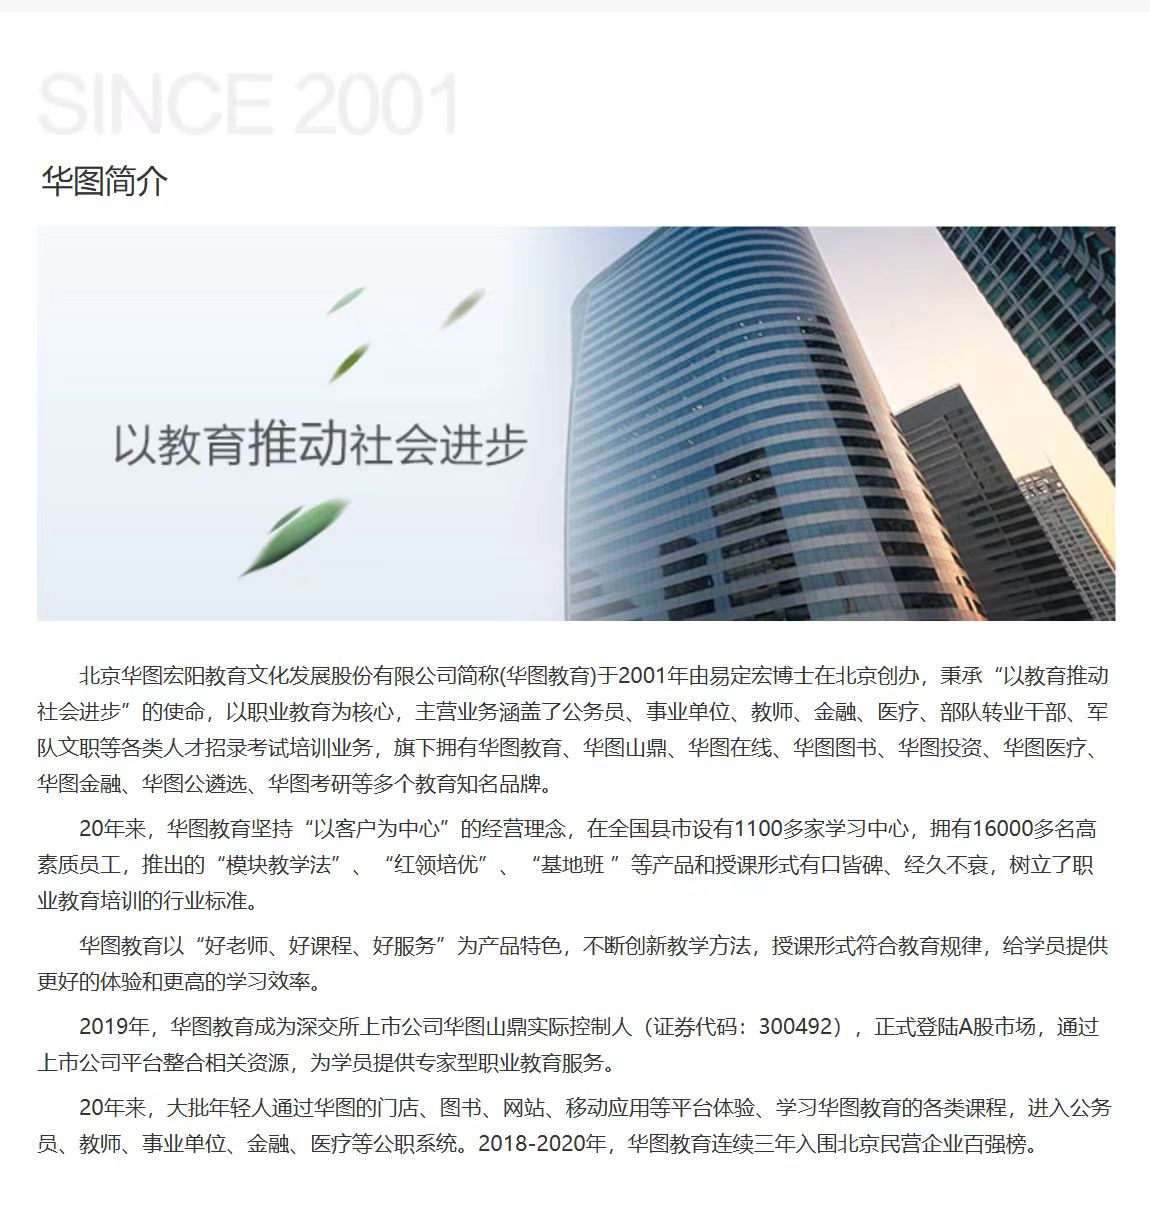 SINCE 2001
华图简介
以教育推动社会进步
北京华图宏阳教育文化发展股份有限公司简称(华图教育)于2001年由易定宏博士在北京创办，秉承“以教育推动
社会进步”的使命，以职业教育为核心，主营业务涵盖了公务员、事业单位、教师、金融、医疗、部队转业干部、军
队文职等各类人才招录考试培训业务，旗下拥有华图教育、华图山鼎、华图在线、华图图书、华图投资、华图医疗、
华图金融、华图公遴选、华图考研等多个教育知名品牌。
20年来，华图教育坚持“以客户为中心”的经营理念，在全国县市设有1100多家学习中心，拥有16000多名高
素质员工，推出的“模块教学法”、“红领培优”、“基地班 ”等产品和授课形式有口皆碑、经久不衰，树立了职
业教育培训的行业标准。
华图教育以“好老师、好课程、好服务”为产品特色，不断创新教学方法，授课形式符合教育规律，给学员提供
更好的体验和更高的学习效率。
2019年，华图教育成为深交所上市公司华图山鼎实际控制人（证券代码：300492），正式登陆A股市场，通过
上市公司平台整合相关资源，为学员提供专家型职业教育服务。
20年来，大批年轻人通过华图的门店、图书、网站、移动应用等平台体验、学习华图教育的各类课程，进入公务
员、教师、事业单位、金融、医疗等公职系统。2018-2020年，华图教育连续三年入围北京民营企业百强榜。